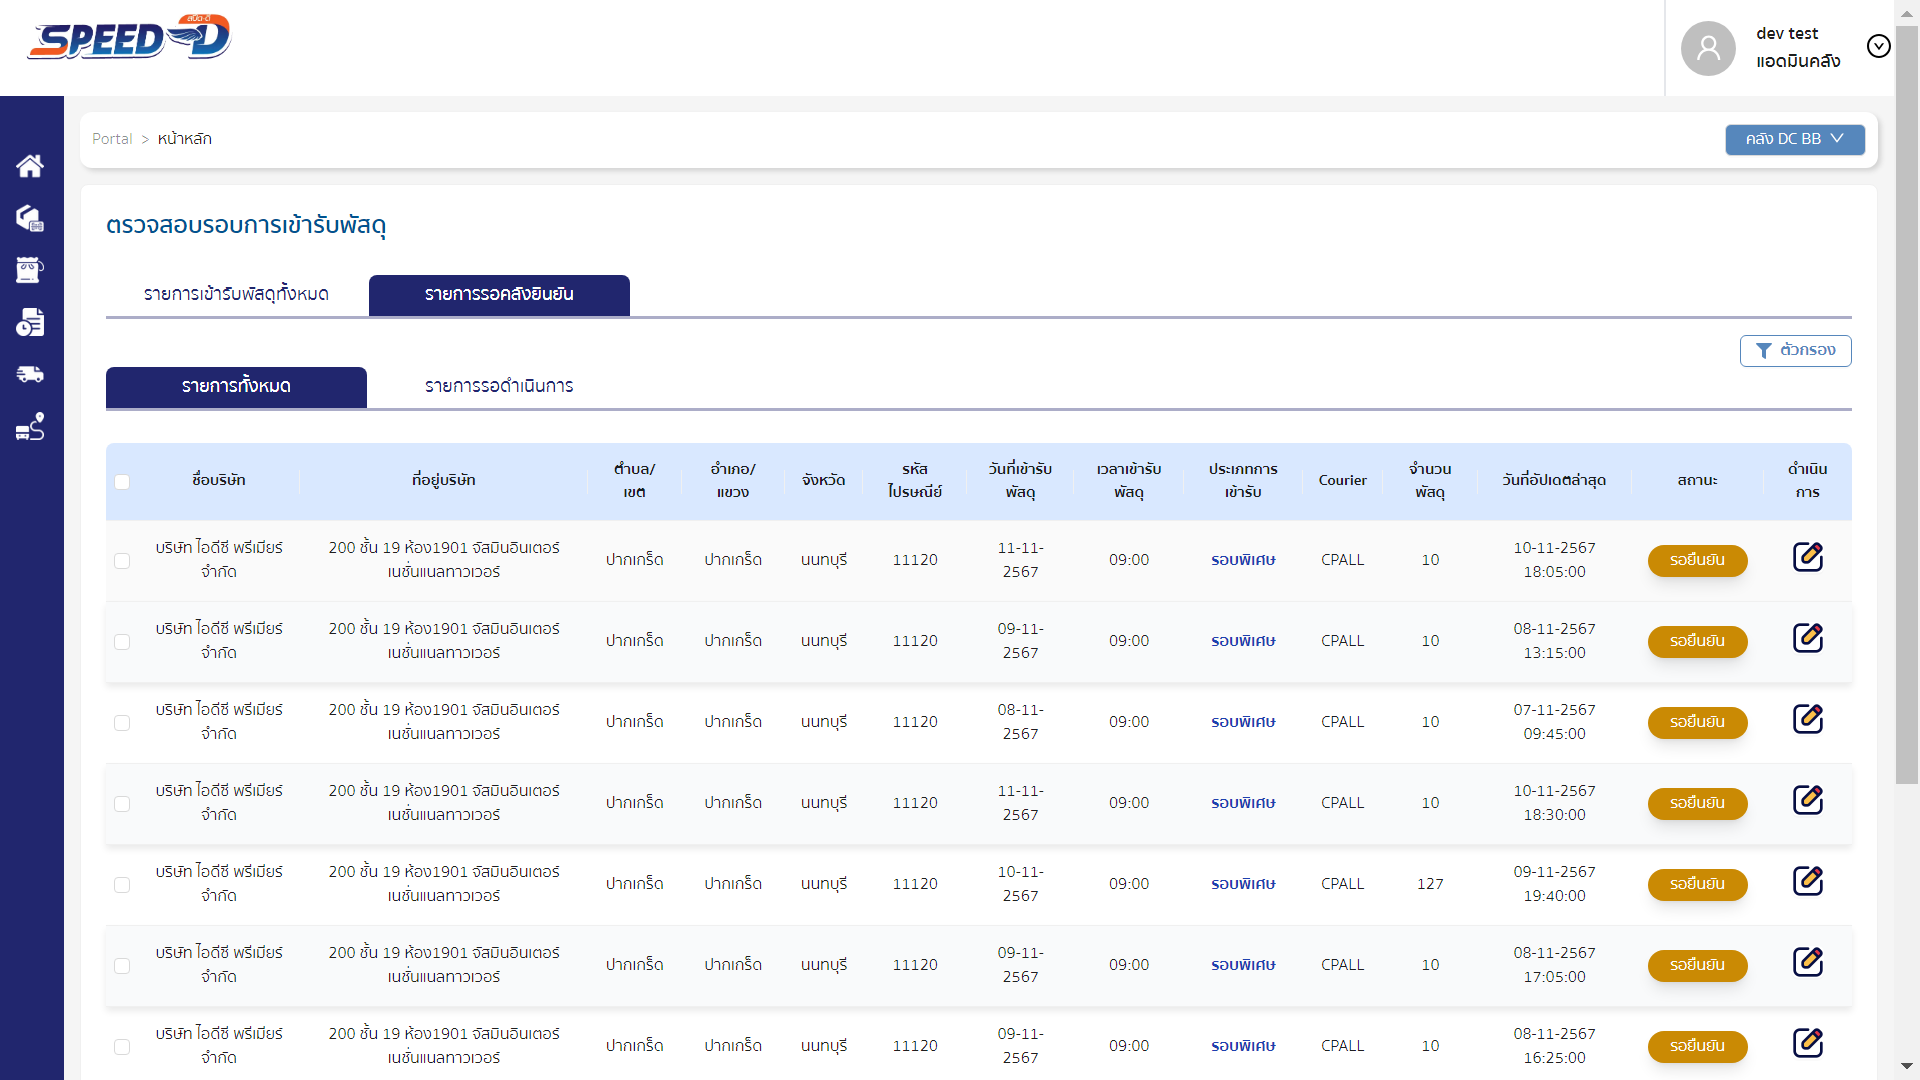 สปีด-ดี
SPEED-D
dev test
แอดมินคลัง
Portal > หน้าหลัก
คลัง DC BB
ตรวจสอบรอบการเข้ารับพัสดุ
รายการเข้ารับพัสดุทั้งหมด รายการรอคลังยินยัน
ตัวกรอง
รายการทั้งหมด รายการรอดำเนินการ
ชื่อบริษัท ที่อยู่บริษัท ตำบล/ อำเภอ/ จังหวัด รหัส วันที่เข้ารับ เวลาเข้ารับ ประเภทการ Courier จำนวน วันที่อัปเดตล่าสุด สถานะ ดำเนิน
เขต แขวง ไปรษณีย์ พัสดุ พัสดุ เข้ารับ พัสดุ การ
บริษัท ไอดีซี พรีเมียร์ 200 ชั้น 19 ห้อง1901 จัสมินอินเตอร์ ปากเกร็ด ปากเกร็ด นนทบุรี 11120 11-11- 09:00 รอบพิเศษ CPALL 10 10-11-2567 รอยืนยัน
จำกัด เนชั่นแนลทาวเวอร์ 2567 18:05:00
บริษัท ไอดีซี พรีเมียร์ 200 ชั้น 19 ห้อง1901 จัสมินอินเตอร์ ปากเกร็ด ปากเกร็ด นนทบุรี 11120 09-11- 09:00 รอบพิเศษ CPALL 10 08-11-2567 รอยืนยัน
จำกัด เนชั่นแนลทาวเวอร์ 2567 13:15:00
บริษัท ไอดีซี พรีเมียร์ 200 ชั้น 19 ห้อง1901 จัสมินอินเตอร์ ปากเกร็ด ปากเกร็ด นนทบุรี 11120 08-11- 09:00 รอบพิเศษ CPALL 10 07-11-2567 รอยืนยัน
จำกัด เนชั่นแนลทาวเวอร์ 2567 09:45:00
บริษัท ไอดีซี พรีเมียร์ 200 ชั้น 19 ห้อง1901 จัสมินอินเตอร์ ปากเกร็ด ปากเกร็ด นนทบุรี 11120 11-11- 09:00 รอบพิเศษ CPALL 10 10-11-2567 รอยืนยัน
จำกัด เนชั่นแนลทาวเวอร์ 2567 18:30:00
บริษัท ไอดีซี พรีเมียร์ 200 ชั้น 19 ห้อง1901 จัสมินอินเตอร์ ปากเกร็ด ปากเกร็ด นนทบุรี 11120 10-11- 09:00 รอบพิเศษ CPALL 127 09-11-2567 รอยืนยัน
จำกัด เนชั่นแนลทาวเวอร์ 2567 19:40:00
บริษัท ไอดีซี พรีเมียร์ 200 ชั้น 19 ห้อง1901 จัสมินอินเตอร์ ปากเกร็ด ปากเกร็ด นนทบุรี 11120 09-11- 09:00 รอบพิเศษ CPALL 10 08-11-2567 รอยืนยัน
จำกัด เนชั่นแนลทาวเวอร์ 2567 17:05:00
บริษัท ไอดีซี พรีเมียร์ 200 ชั้น 19 ห้อง1901 จัสมินอินเตอร์ ปากเกร็ด ปากเกร็ด นนทบุรี 11120 09-11- 09:00 รอบพิเศษ CPALL 10 08-11-2567 รอยืนยัน
จำกัด เนชั่นแนลทาวเวอร์ 2567 16:25:00